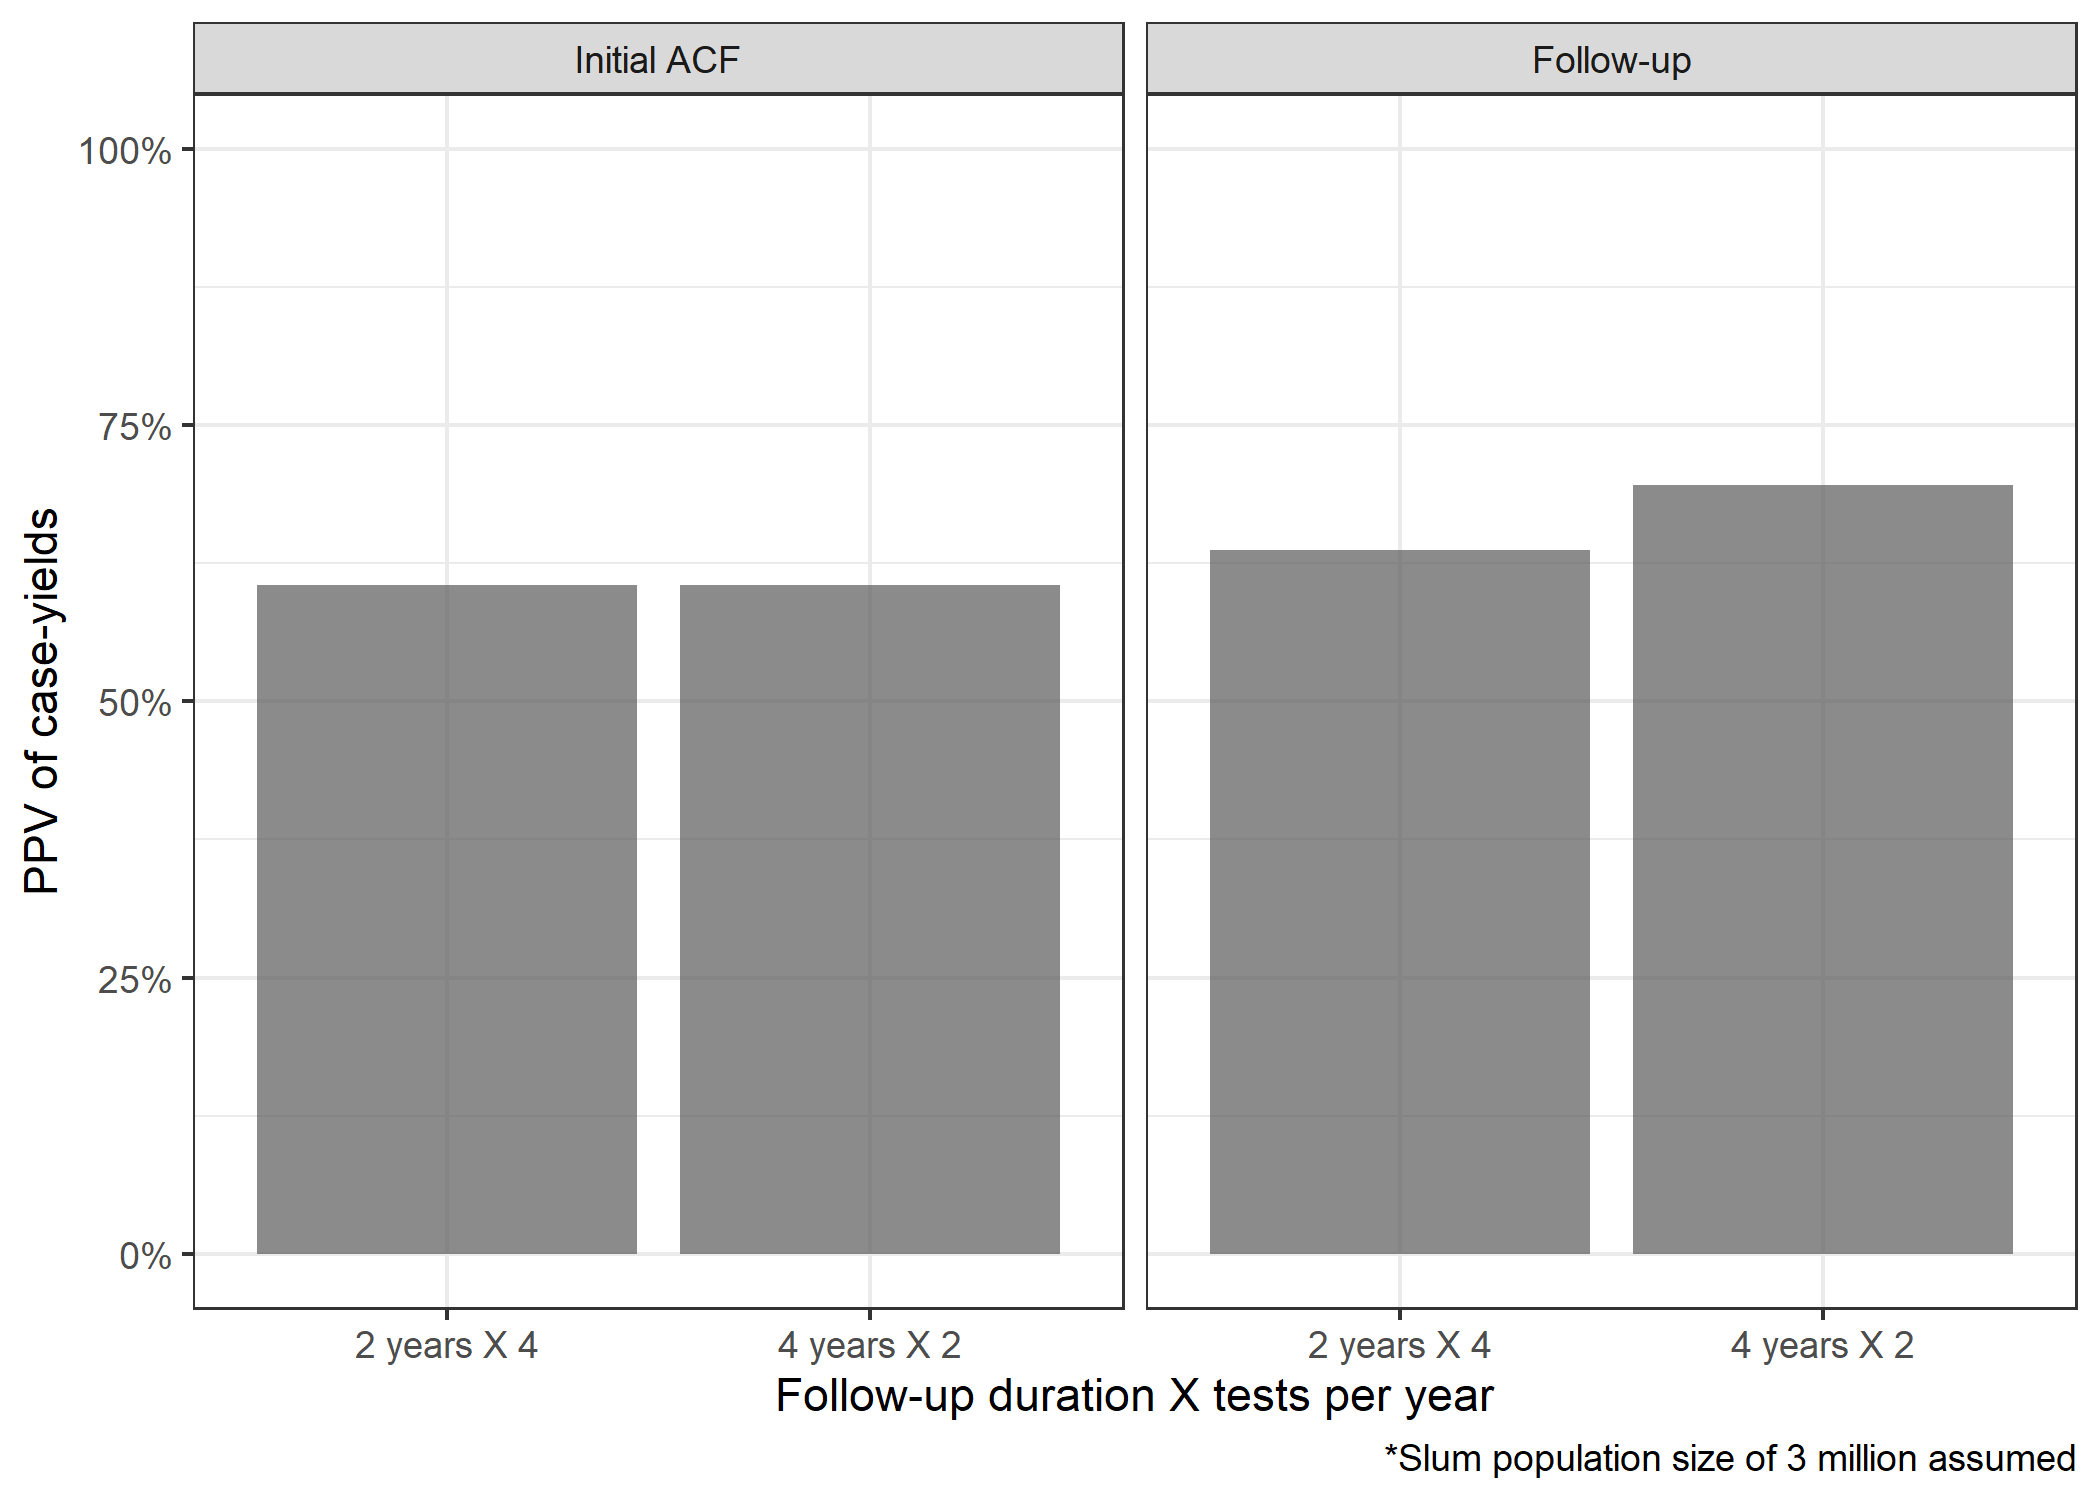 Initial ACF
Follow-up
100%
75%
50%
25%
0%
PPV of case-yields
2 years X 4
4 years X 2
2 years X 4
4 years X 2
Follow-up duration X tests per year
*Slum population size of 3 million assumed